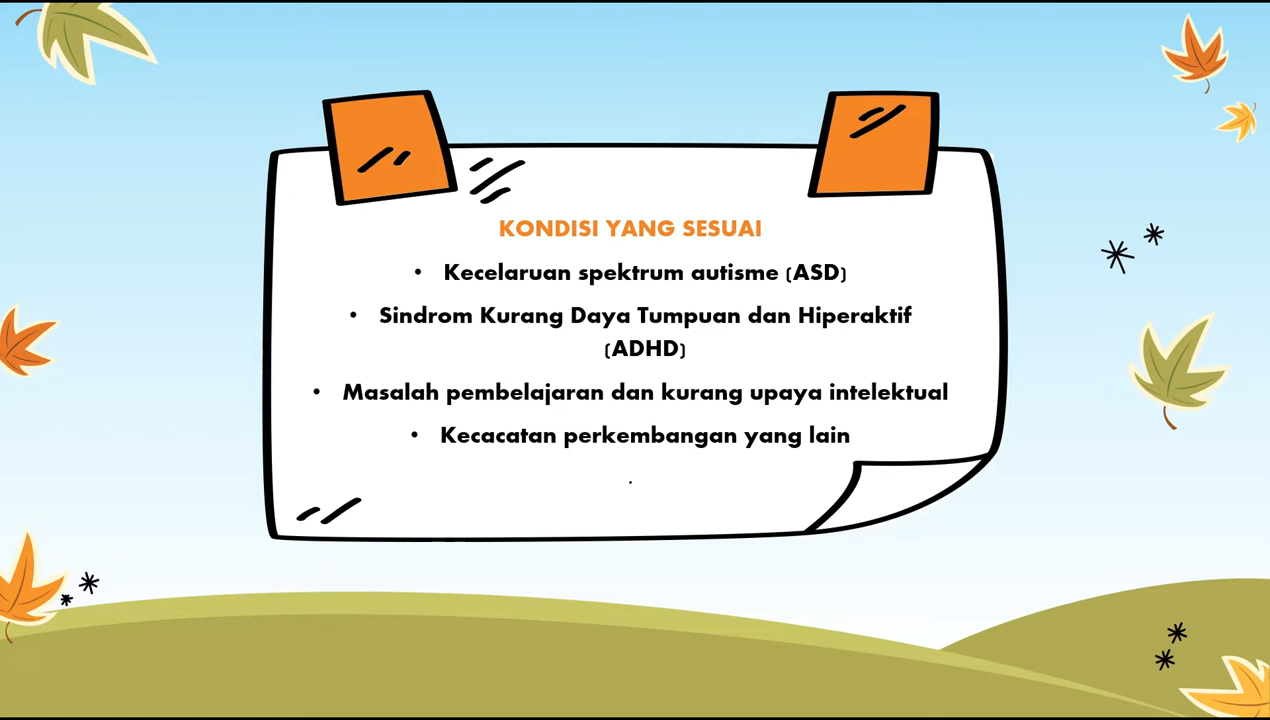 KONDISI YANG SESUAI
• Kecelaruan spektrum autisme (ASD)
• Sindrom Kurang Daya Tumpuan dan Hiperaktif
(ADHD)
• Masalah pembelajaran dan kurang upaya intelektual
• Kecacatan perkembangan yang lain
.